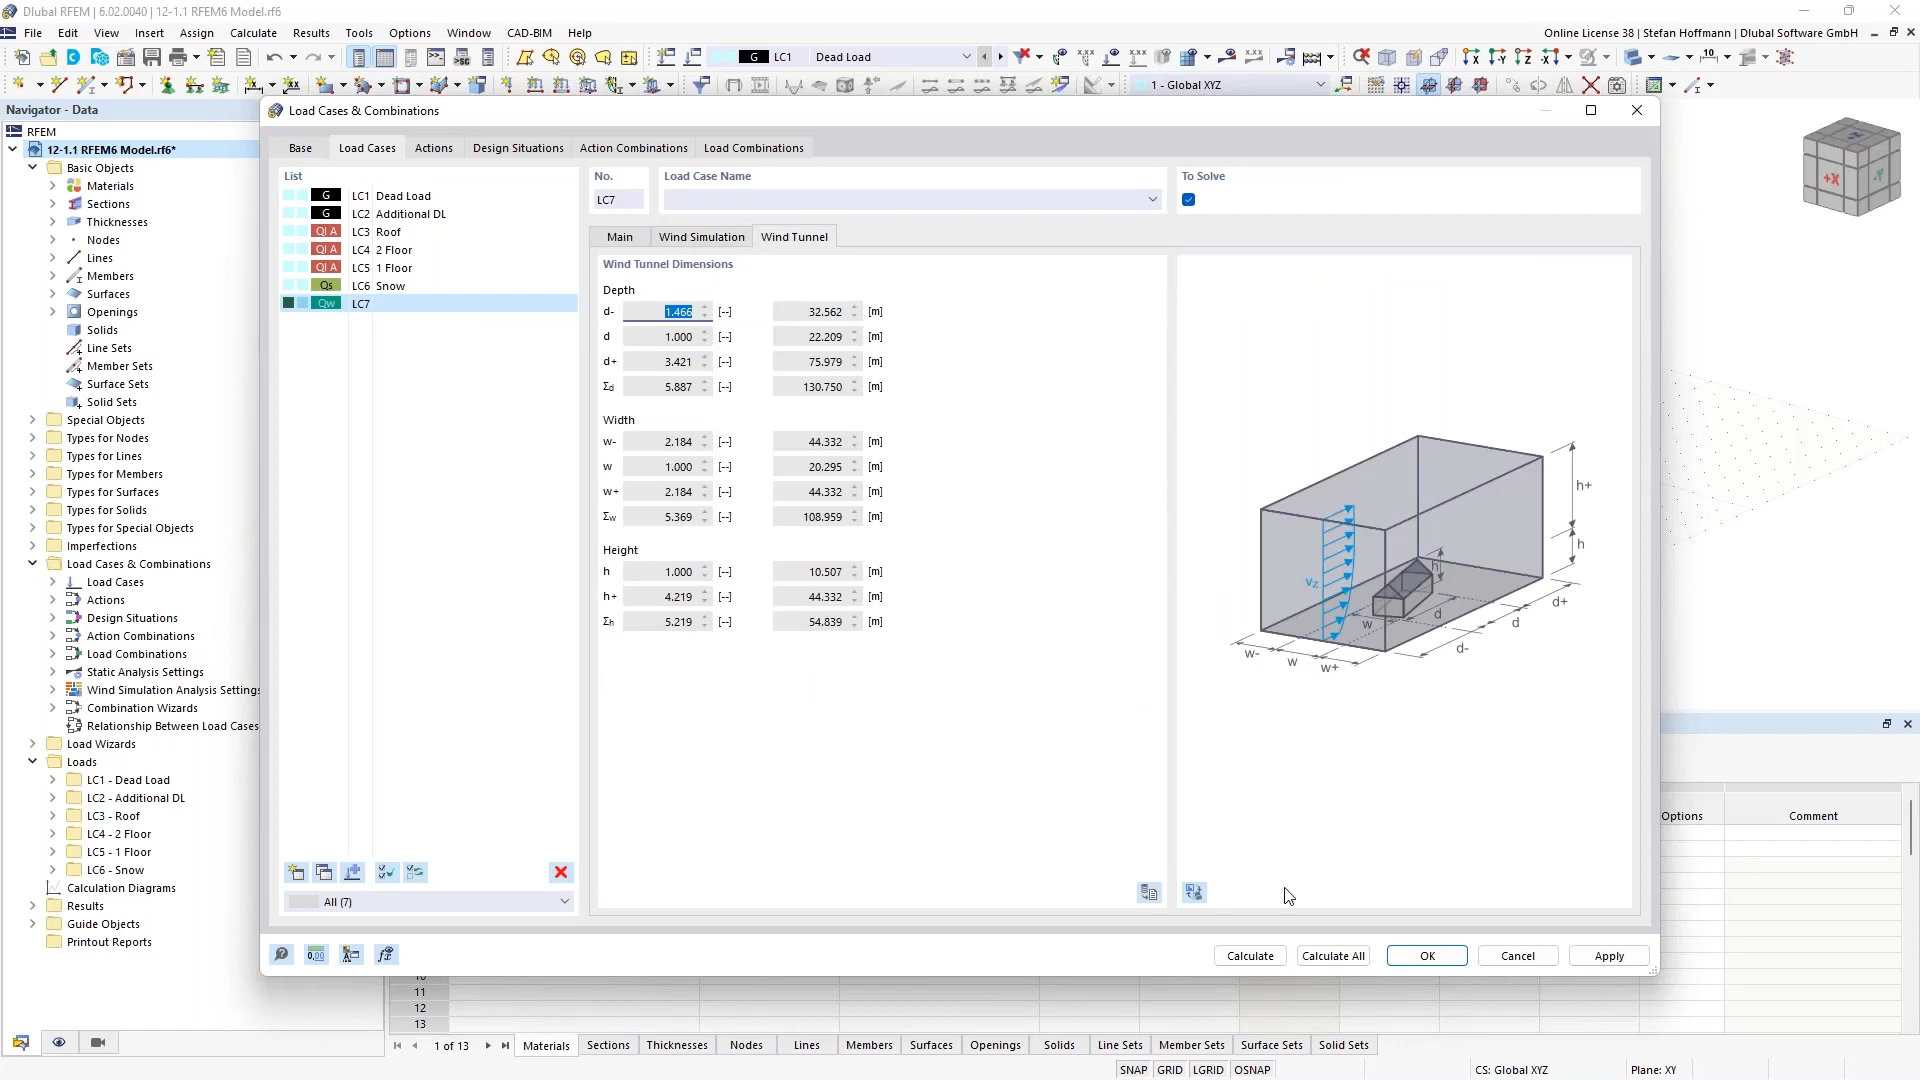 Dlubal RFEM | 6.02.0040 | 12-1.1 RFEM6 Model.rf6*
File Edit View Insert Assign Calculate Results Tools Options Window CAD-BIM Help
Online License 38 | Stefan Hoffmann | Dlubal Software GmbH
G LC1 Dead Load
1 - Global XYZ
Navigator - Data
RFEM
12-1.1 RFEM6 Model.rf6*
Basic Objects
Materials
Sections
Thicknesses
Nodes
Lines
Members
Surfaces
Openings
Solids
Line Sets
Member Sets
Surface Sets
Solid Sets
Special Objects
Types for Nodes
Types for Lines
Types for Members
Types for Surfaces
Types for Solids
Types for Special Objects
Imperfections
Load Cases & Combinations
Load Cases
Actions
Design Situations
Action Combinations
Load Combinations
Static Analysis Settings
Wind Simulation Analysis Settings
Combination Wizards
Relationship Between Load Cases
Load Wizards
Loads
LC1 - Dead Load
LC2 - Additional DL
LC3 - Roof
LC4 - 2 Floor
LC5 - 1 Floor
LC6 - Snow
Calculation Diagrams
Results
Guide Objects
Printout Reports
Load Cases & Combinations
Base Load Cases Actions Design Situations Action Combinations Load Combinations
List
G LC1 Dead Load
G LC2 Additional DL
QI A LC3 Roof
QI A LC4 2 Floor
QI A LC5 1 Floor
Qs LC6 Snow
Qw LC7
All (7)
No.
LC7
Load Case Name
To Solve
Main Wind Simulation Wind Tunnel
Wind Tunnel Dimensions
Depth
d- 1.466 [--] 32.562 [m]
d 1.000 [--] 22.209 [m]
d+ 3.421 [--] 75.979 [m]
Σd 5.887 [--] 130.750 [m]
Width
w- 2.184 [--] 44.332 [m]
w 1.000 [--] 20.295 [m]
w+ 2.184 [--] 44.332 [m]
Σw 5.369 [--] 108.959 [m]
Height
h 1.000 [--] 10.507 [m]
h+ 4.219 [--] 44.332 [m]
Σh 5.219 [--] 54.839 [m]
h+
h
h
vz
d+
d
w
d
d-
w-
w
w+
Calculate Calculate All OK Cancel Apply
+X
-Y
Options Comment
11
12
13
1 of 13 Materials Sections Thicknesses Nodes Lines Members Surfaces Openings Solids Line Sets Member Sets Surface Sets Solid Sets
SNAP GRID LGRID OSNAP CS: Global XYZ Plane: XY